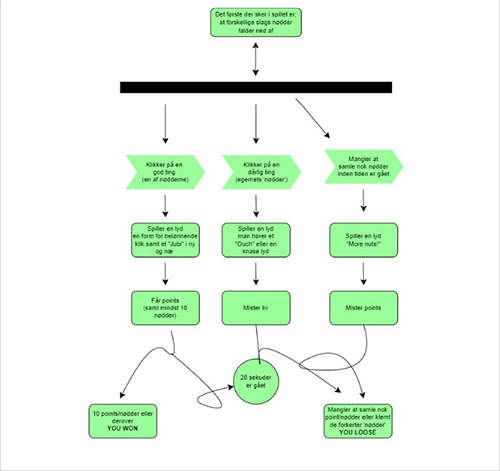 Det første der sker i spillet er,
at forskellige slags nødder
falder ned af
Klikker på en
god ting
(en af nødderne)
Klikker på en
dårlig ting
(egernets 'nødder')
Mangler at
samle nok nødder
inden tiden er gået
Spiller en lyd
en form for belønnende
klik samt et "Jubi" i ny
og næ
Spiller en lyd
man hører et
"Ouch" eller en
knase lyd
Spiller en lyd
"More nuts!"
Får points
(saml mindst 10
nødder)
Mister liv
Mister points
20 sekuder
er gået
10 points/nødder eller
derover
YOU WON
Mangler at samle nok
point/nødder eller klemt
de forkerter 'nødder'
YOU LOOSE